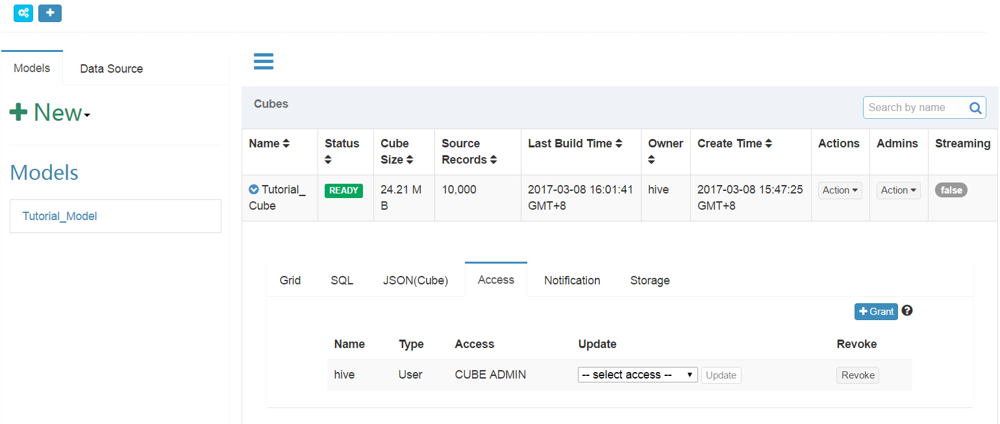 Models
Data Source
New
Models
Tutorial_Model
Cubes
Search by name
Name
Status
Cube Size
Source Records
Last Build Time
Owner
Create Time
Actions
Admins
Streaming
Tutorial_
Cube
READY
24.21 M
B
10,000
2017-03-08 16:01:41
GMT+8
hive
2017-03-08 15:47:25
GMT+8
Action
Action
false
Grid
SQL
JSON(Cube)
Access
Notification
Storage
Grant
Name
Type
Access
Update
Revoke
hive
User
CUBE ADMIN
-- select access --
Update
Revoke